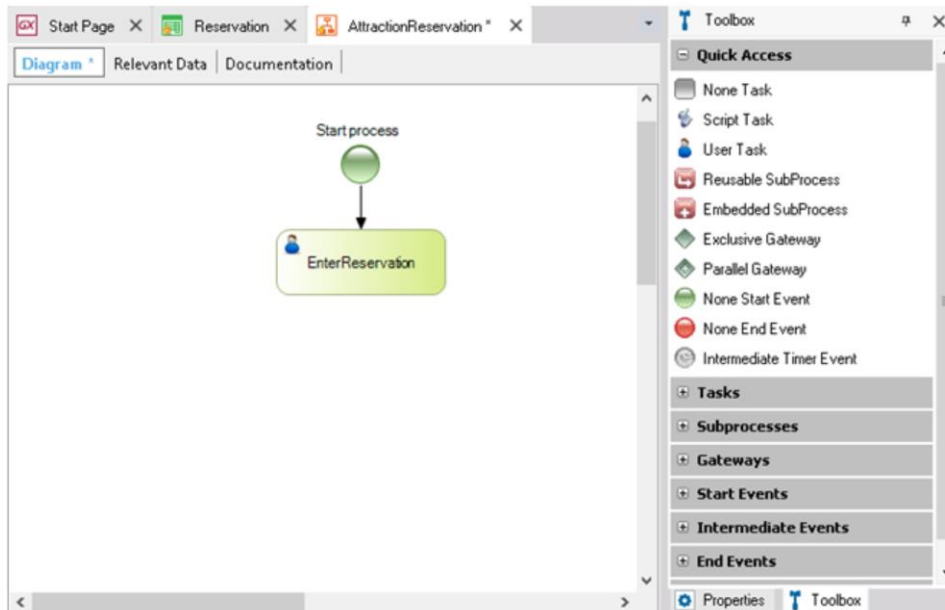 GX Start Page Reservation AttractionReservation *
Diagram * Relevant Data Documentation
Start process
EnterReservation
Toolbox
Quick Access
None Task
Script Task
User Task
Reusable SubProcess
Embedded SubProcess
Exclusive Gateway
Parallel Gateway
None Start Event
None End Event
Intermediate Timer Event
Tasks
Subprocesses
Gateways
Start Events
Intermediate Events
End Events
Properties Toolbox